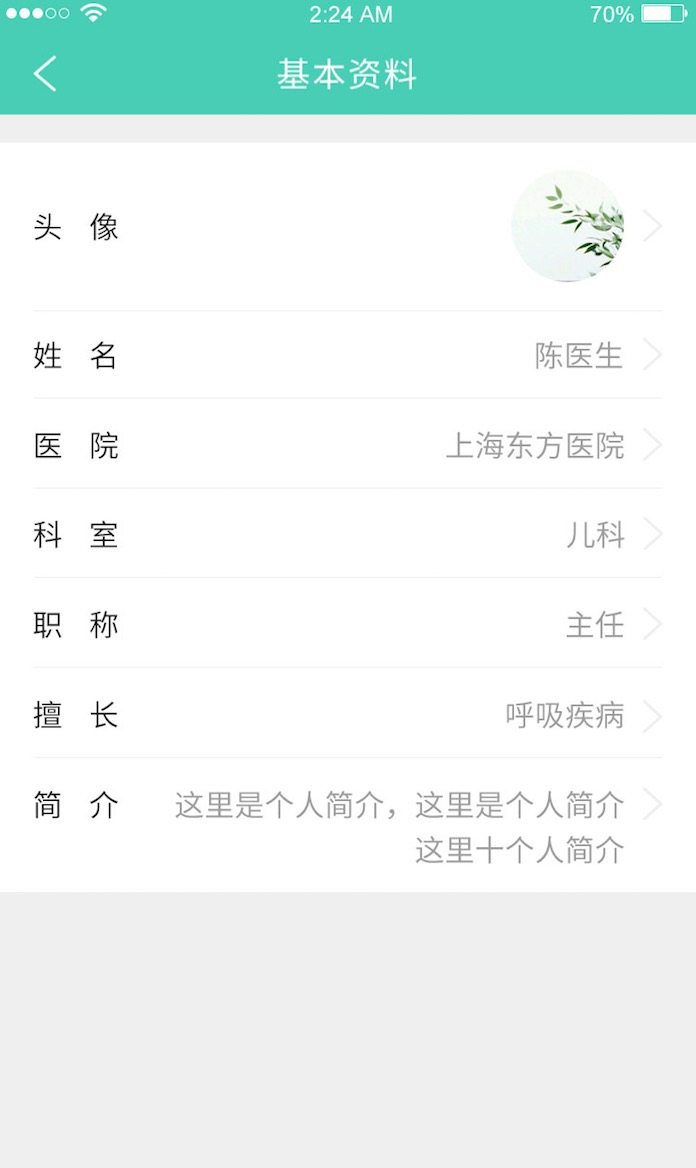 2:24 AM 70%
基本资料
头 像
姓 名 陈医生
医 院 上海东方医院
科 室 儿科
职 称 主任
擅 长 呼吸疾病
简 介 这里是个人简介，这里是个人简介
这里十个人简介